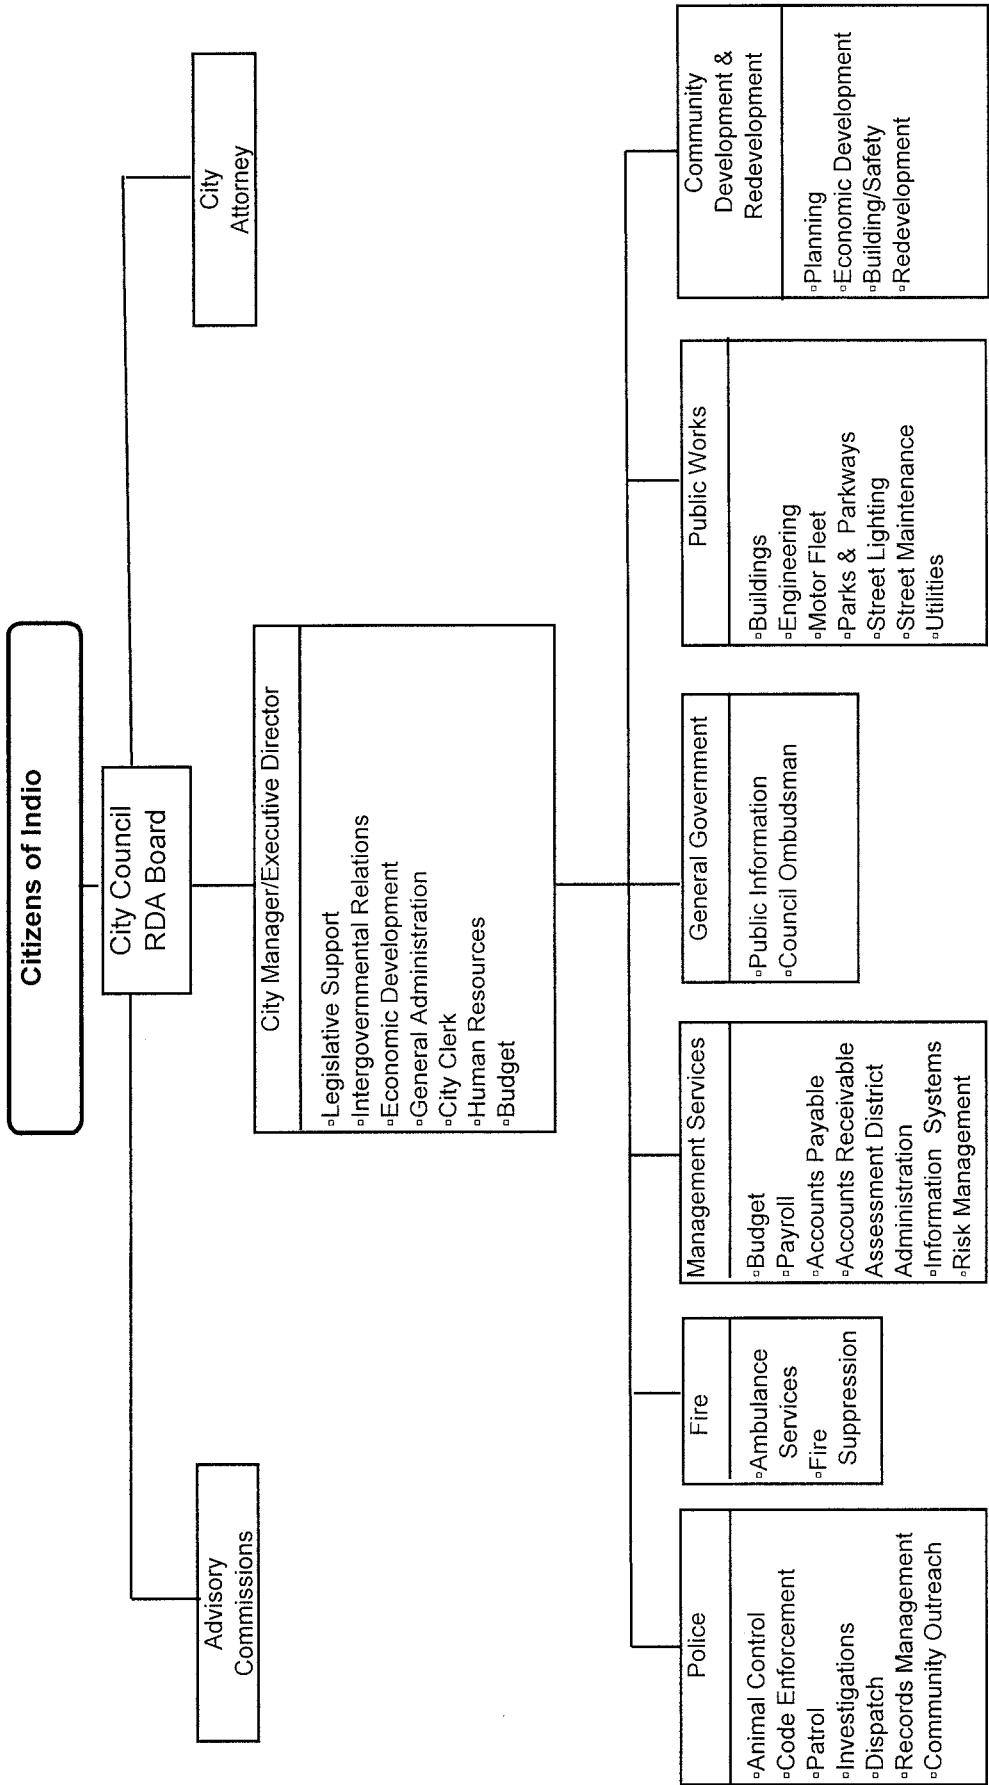 Citizens of Indio
City Council
RDA Board
Advisory
Commissions
City
Attorney
City Manager/Executive Director
▫Legislative Support
▫Intergovernmental Relations
▫Economic Development
▫General Administration
▫City Clerk
▫Human Resources
▫Budget
Police
▫Animal Control
▫Code Enforcement
▫Patrol
▫Investigations
▫Dispatch
▫Records Management
▫Community Outreach
Fire
▫Ambulance
Services
▫Fire
Suppression
Management Services
▫Budget
▫Payroll
▫Accounts Payable
▫Accounts Receivable
Assessment District
Administration
▫Information Systems
▫Risk Management
General Government
▫Public Information
▫Council Ombudsman
Public Works
▫Buildings
▫Engineering
▫Motor Fleet
▫Parks & Parkways
▫Street Lighting
▫Street Maintenance
▫Utilities
Community
Development &
Redevelopment
▫Planning
▫Economic Development
▫Building/Safety
▫Redevelopment